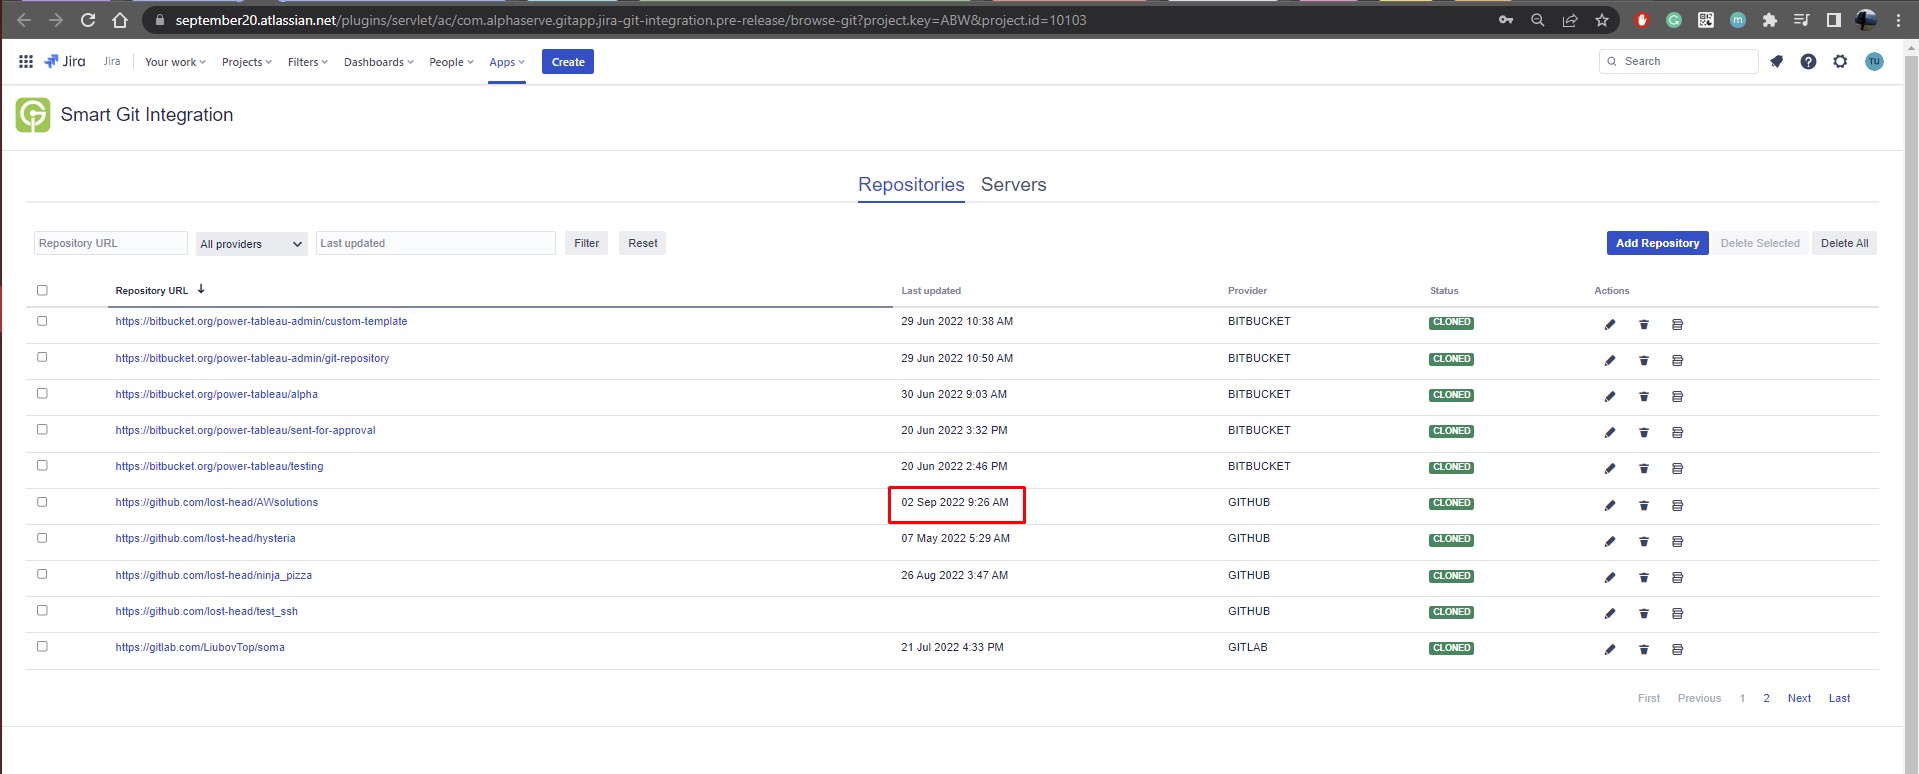 september20.atlassian.net/plugins/servlet/ac/com.alphaserve.gitapp.jira-git-integration.pre-release/browse-git?project.key=ABW&project.id=10103
Jira Jira Your work Projects Filters Dashboards People Apps Create Search TU
Smart Git Integration
Repositories Servers
Repository URL All providers Last updated Filter Reset Add Repository Delete Selected Delete All
Repository URL ↓ Last updated Provider Status Actions
https://bitbucket.org/power-tableau-admin/custom-template 29 Jun 2022 10:38 AM BITBUCKET CLONED
https://bitbucket.org/power-tableau-admin/git-repository 29 Jun 2022 10:50 AM BITBUCKET CLONED
https://bitbucket.org/power-tableau/alpha 30 Jun 2022 9:03 AM BITBUCKET CLONED
https://bitbucket.org/power-tableau/sent-for-approval 20 Jun 2022 3:32 PM BITBUCKET CLONED
https://bitbucket.org/power-tableau/testing 20 Jun 2022 2:46 PM BITBUCKET CLONED
https://github.com/lost-head/AWsolutions 02 Sep 2022 9:26 AM GITHUB CLONED
https://github.com/lost-head/hysteria 07 May 2022 5:29 AM GITHUB CLONED
https://github.com/lost-head/ninja_pizza 26 Aug 2022 3:47 AM GITHUB CLONED
https://github.com/lost-head/test_ssh GITHUB CLONED
https://gitlab.com/LiubovTop/soma 21 Jul 2022 4:33 PM GITLAB CLONED
First Previous 1 2 Next Last